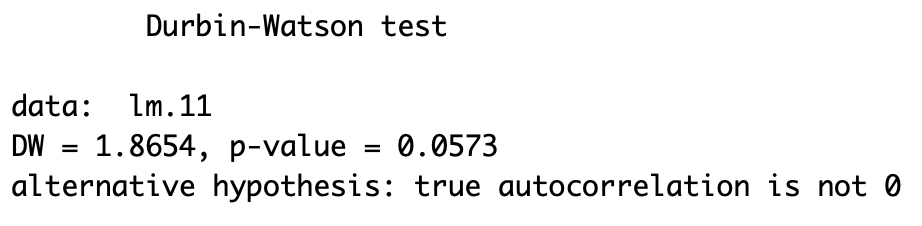 Durbin-Watson test
data:  lm.11
DW = 1.8654, p-value = 0.0573
alternative hypothesis: true autocorrelation is not 0